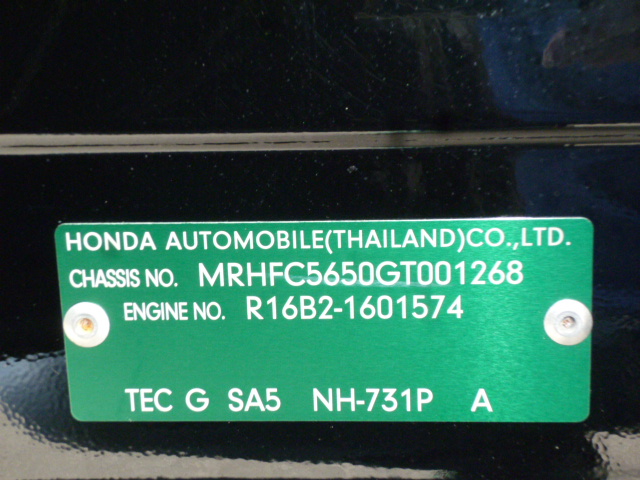 HONDA AUTOMOBILE(THAILAND)CO.,LTD.
CHASSIS NO. MRHFC5650GT001268
ENGINE NO. R16B2-1601574
TEC G SA5 NH-731P A